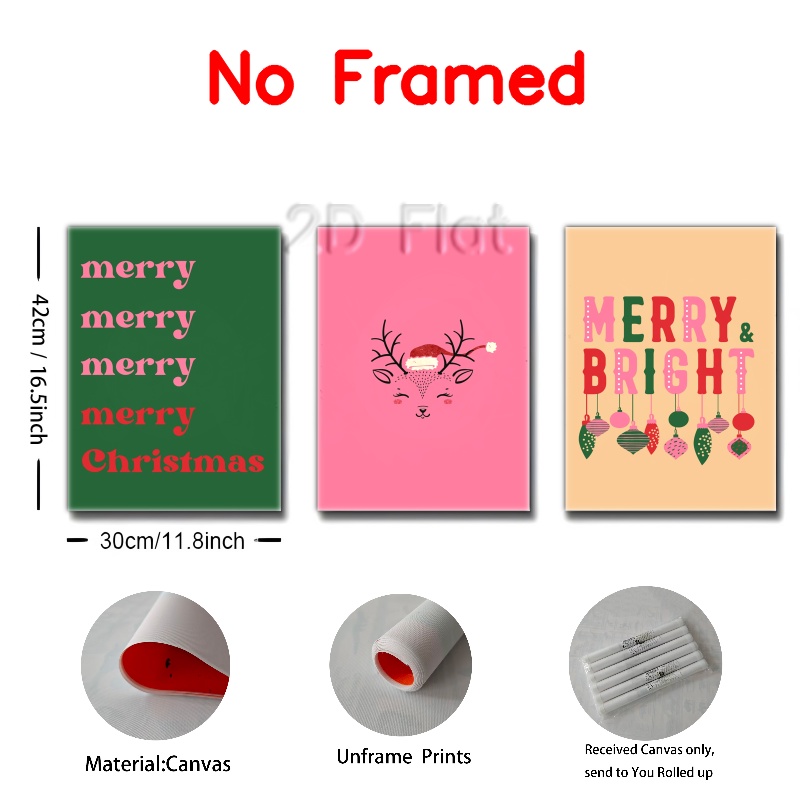 No Framed
2D Flat
merry
merry
merry
merry
Christmas
MERRY &
BRIGHT
42cm / 16.5inch
30cm/11.8inch
Material:Canvas
Unframe Prints
Received Canvas only,
send to You Rolled up